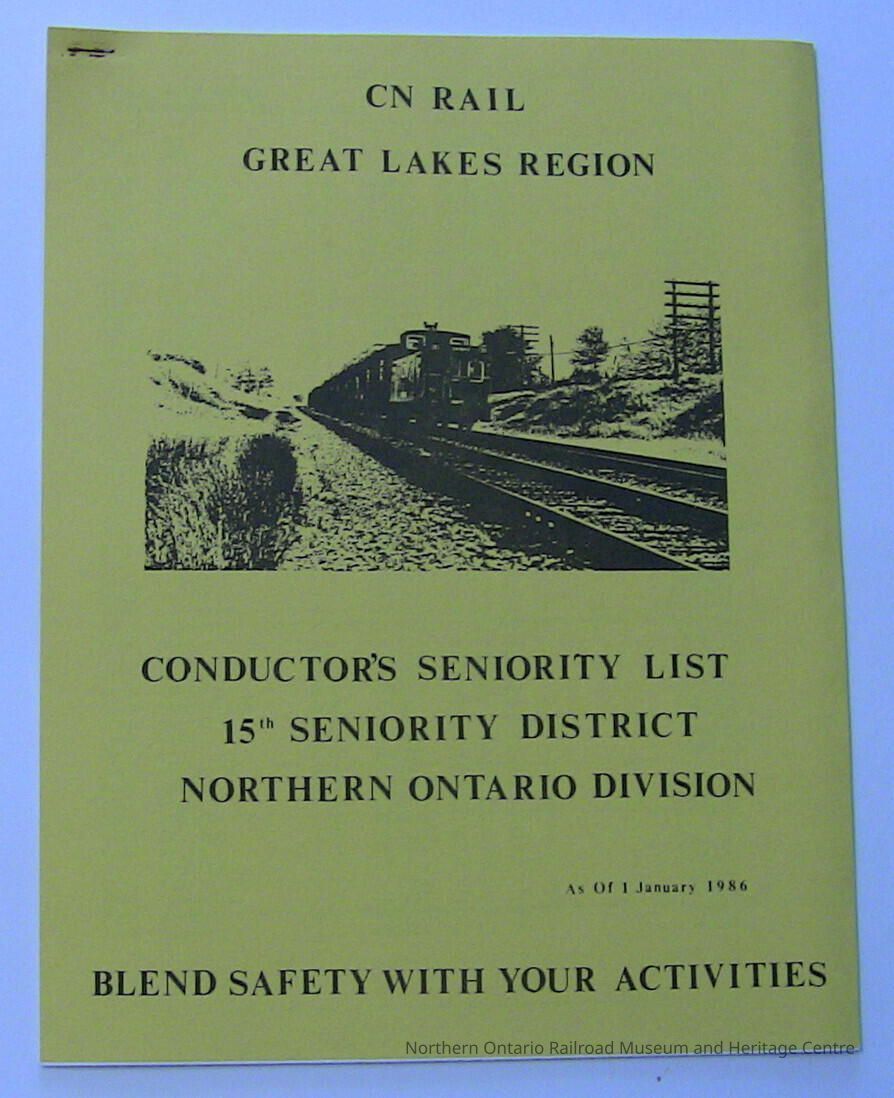 CN RAIL
GREAT LAKES REGION
CONDUCTOR'S SENIORITY LIST
15th SENIORITY DISTRICT
NORTHERN ONTARIO DIVISION
As Of 1 January 1986
BLEND SAFETY WITH YOUR ACTIVITIES
Northern Ontario Railroad Museum and Heritage Centre